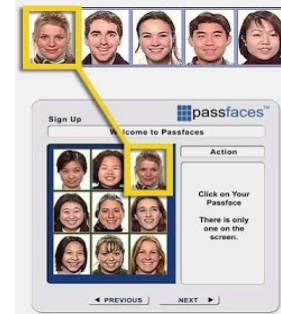 passfaces™
Sign Up
Welcome to Passfaces
Action
Click on Your
Passface
There is only
one on the
screen.
◄ PREVIOUS
NEXT ►